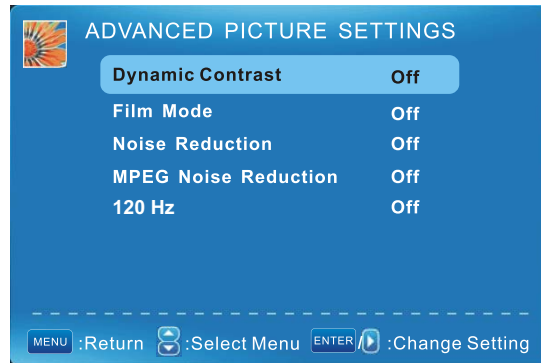 ADVANCED PICTURE SETTINGS
Dynamic Contrast Off
Film Mode Off
Noise Reduction Off
MPEG Noise Reduction Off
120 Hz Off
MENU :Return :Select Menu ENTER / :Change Setting